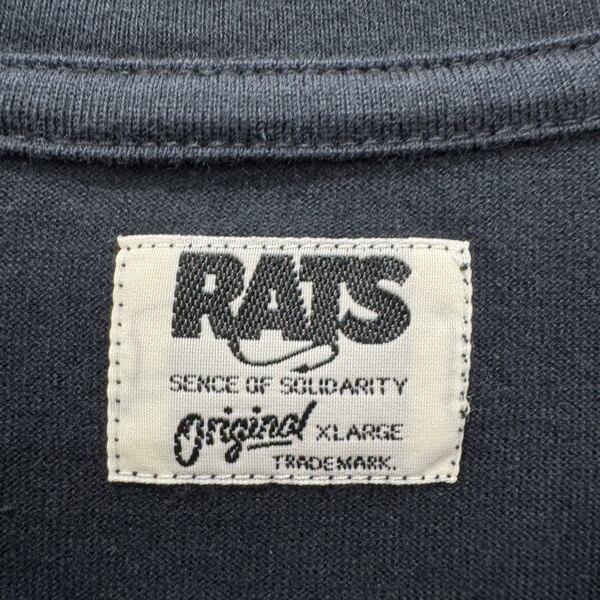 RATS
SENCE OF SOLIDARITY
Original XLARGE
TRADEMARK.